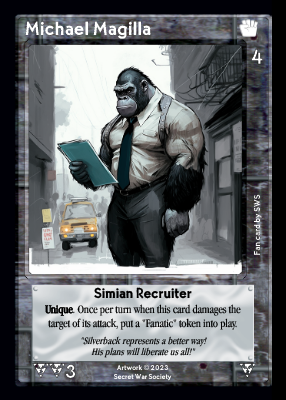 Michael Magilla
4
Fan card by SWS
Simian Recruiter
Unique. Once per turn when this card damages the
target of its attack, put a "Fanatic" token into play.
"Silverback represents a better way!
His plans will liberate us all!"
3
Artwork © 2023
Secret War Society